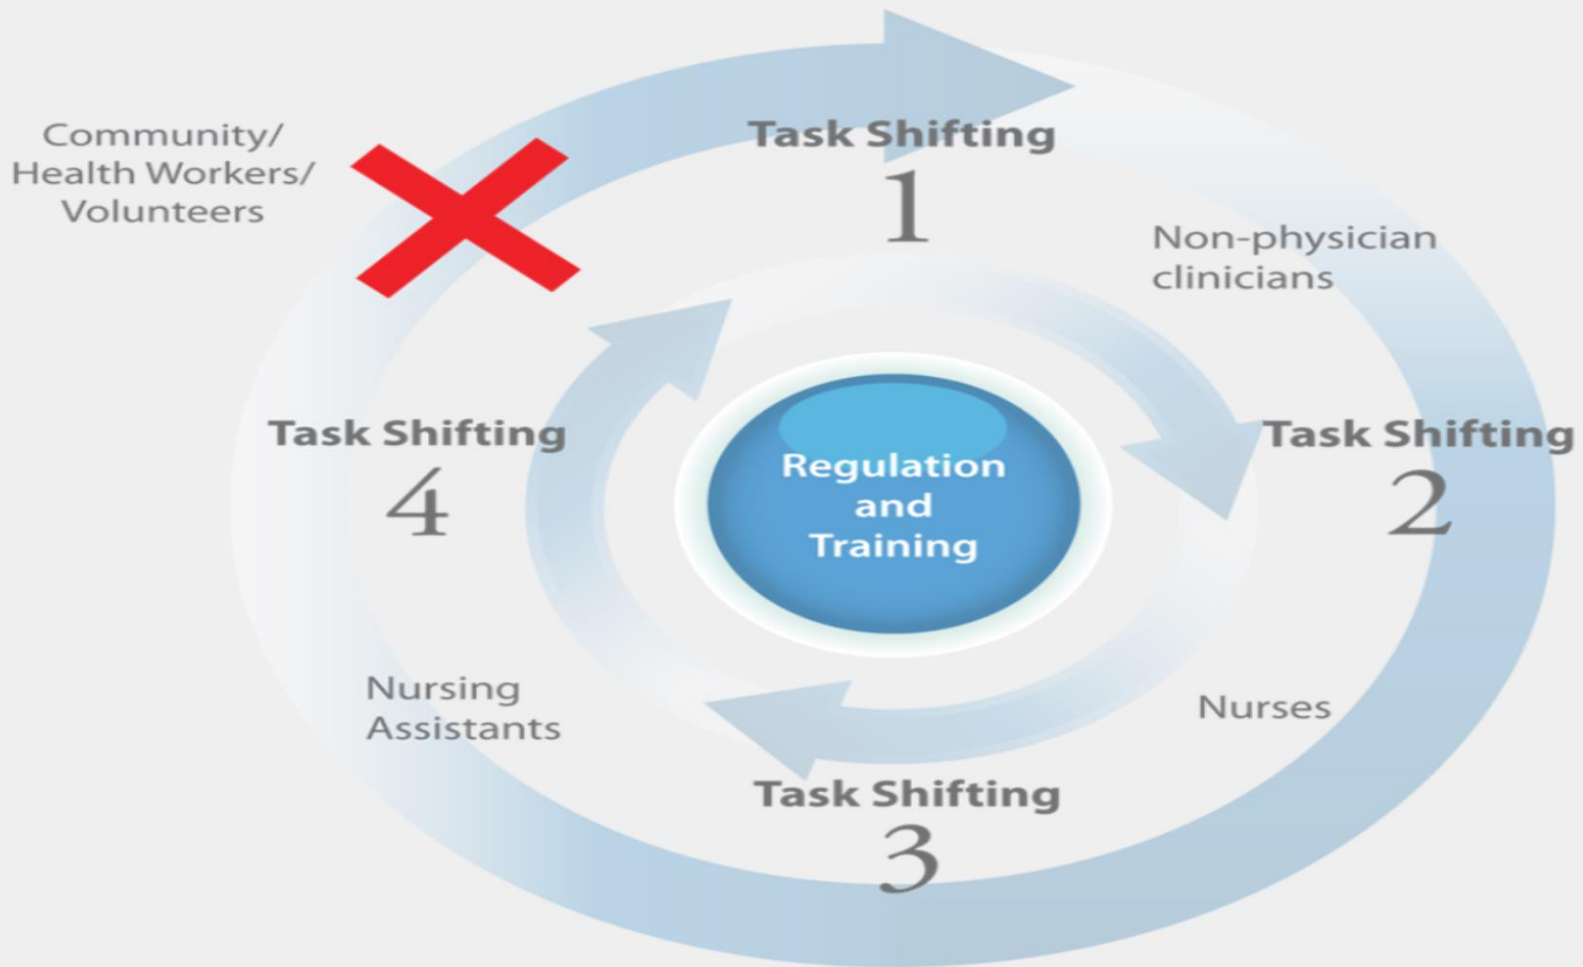 Community/
Health Workers/
Volunteers
Task Shifting
1
Non-physician
clinicians
Task Shifting
4
Regulation
and
Training
Task Shifting
2
Nursing
Assistants
Nurses
Task Shifting
3